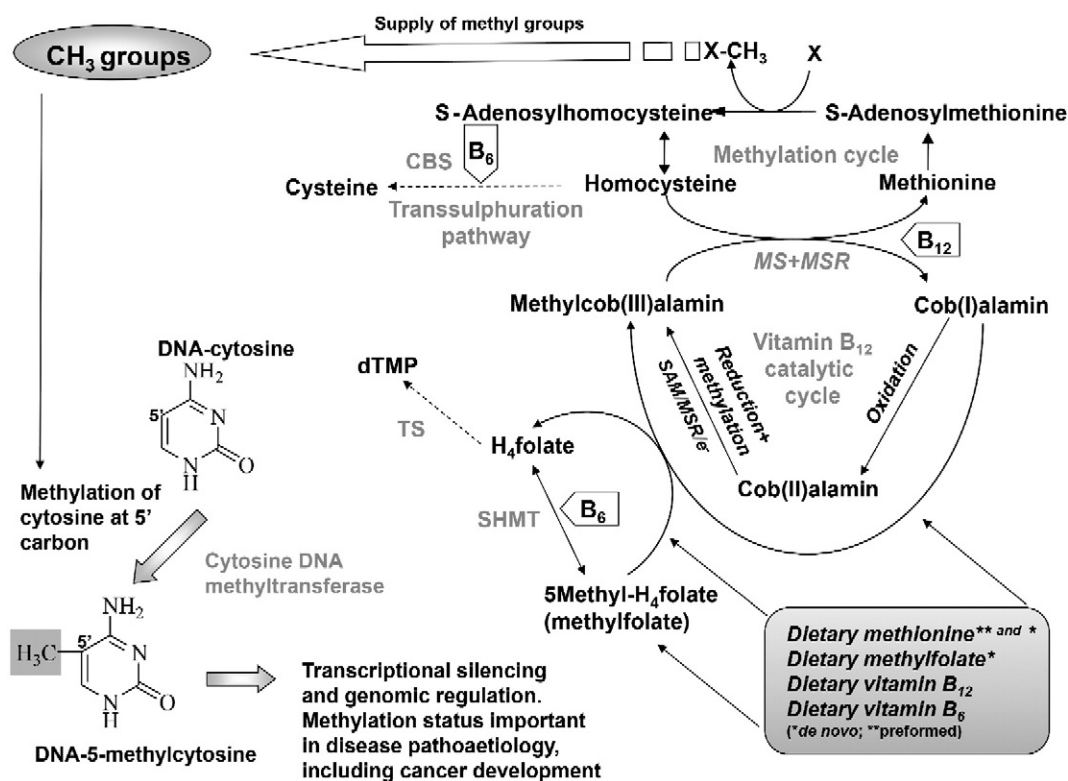 Supply of methyl groups
CH₃ groups
X-CH₃
X
S-Adenosylhomocysteine
S-Adenosylmethionine
CBS
B₆
Methylation cycle
Cysteine
Homocysteine
Methionine
Transsulphuration
pathway
B₁₂
MS+MSR
Methylcob(III)alamin
Cob(I)alamin
Vitamin B₁₂
catalytic
cycle
Reduction+
methylation
SAM/MSR/e-
Oxidation
Cob(II)alamin
DNA-cytosine
NH₂
5'
N
N
H
O
dTMP
TS
H₄folate
SHMT
B₆
5Methyl-H₄folate
(methylfolate)
Methylation of
cytosine at 5'
carbon
Cytosine DNA
methyltransferase
NH₂
H₃C
5'
N
N
H
O
DNA-5-methylcytosine
Transcriptional silencing
and genomic regulation.
Methylation status important
in disease pathoaetiology,
including cancer development
Dietary methionine** and *
Dietary methylfolate*
Dietary vitamin B₁₂
Dietary vitamin B₆
(*de novo; **preformed)